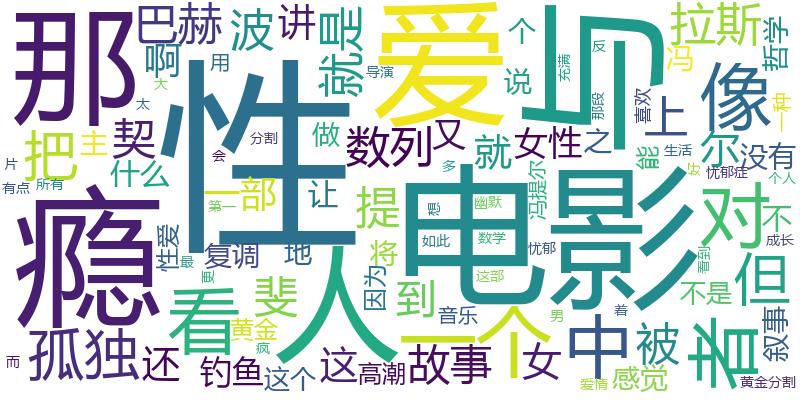 那
巴赫
波
讲
就是
爱
与
个
拉斯
哲学
啊
用
大
太
导演
说
充满
反
那段
冯
喜欢
上
像
一种
把
主
契
分割
会
性
做
数列
又
就
女性
之
能
尔
生活
没有
片
有点
所有
什么
一部
第一
让
提
多
想
幽默
冯提尔
电影
对
女
忧郁症
个人
不
成长
瘾
性爱
复调
最
更
地
将
如此
数学
忧郁
这部
看到
但
看
斐
人
因为
到
音乐
一个
男
着
中
被
不是
者
叙事
而
孤独
还
黄金
疯
钓鱼
这个
这
高潮
故事
爱情
感觉
黄金分割